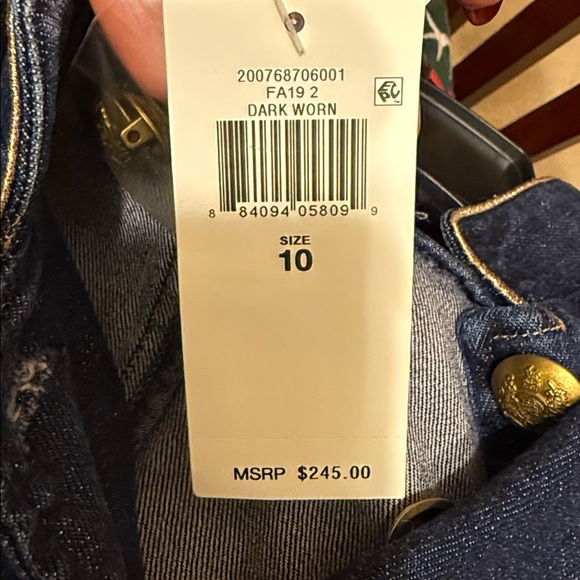 200768706001
FA19 2
DARK WORN
8 84094 05809 9
SIZE
10
MSRP $245.00